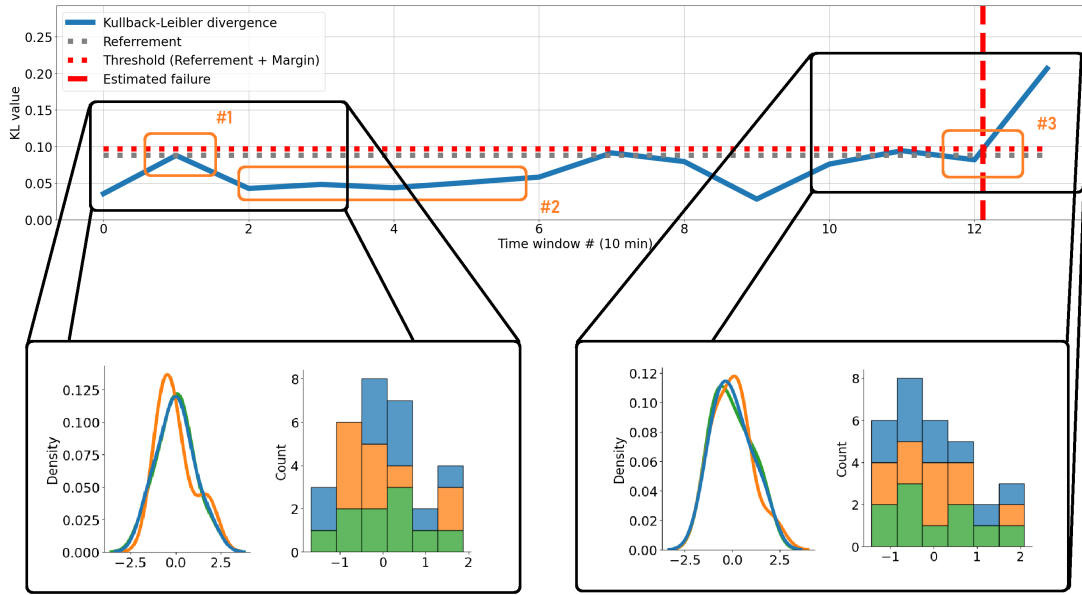 Kullback-Leibler divergence
Referrement
Threshold (Referrement + Margin)
Estimated failure
KL value
0.25
0.20
0.15
0.10
0.05
0.00
#1
#2
#3
0 2 4 6 8 10 12
Time window # (10 min)
Density
0.125
0.100
0.075
0.050
0.025
0.000
−2.5 0.0 2.5
Count
8
6
4
2
0
−1 0 1 2
Density
0.12
0.10
0.08
0.06
0.04
0.02
0.00
−2.5 0.0 2.5
Count
8
6
4
2
0
−1 0 1 2